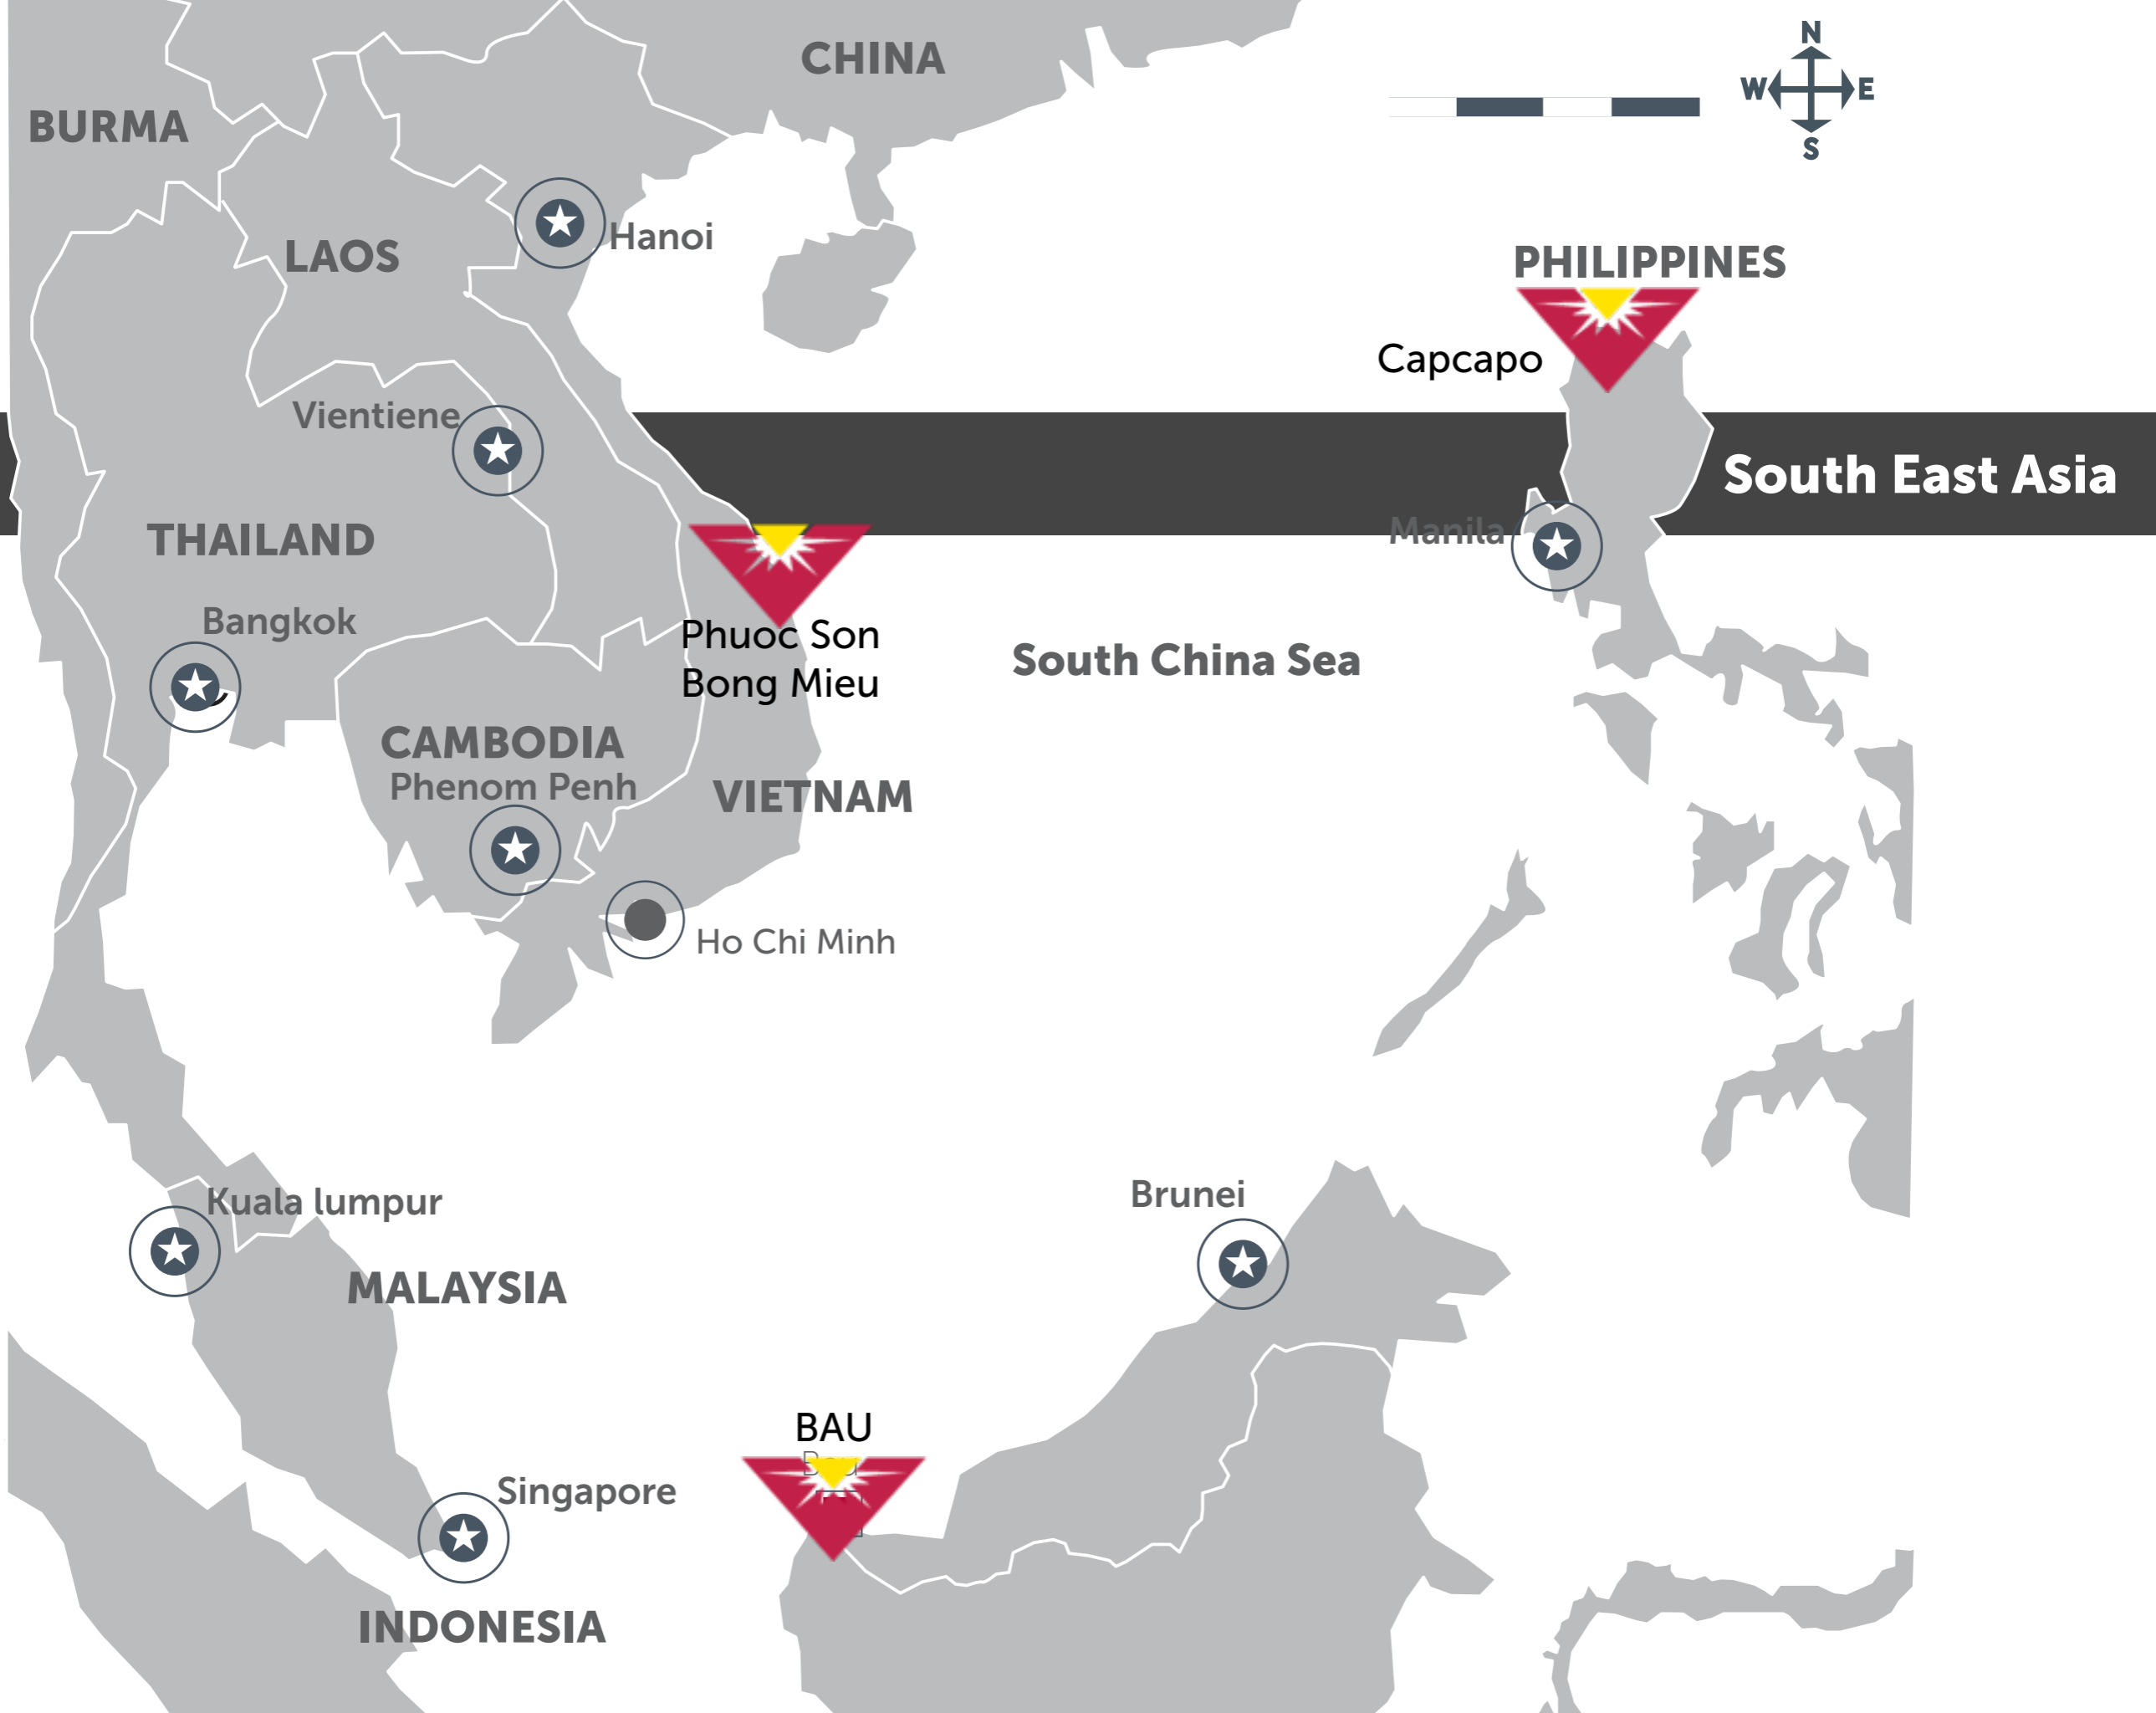 CHINA
N
W E
S
BURMA
Hanoi
LAOS
PHILIPPINES
Capcapo
Vientiene
South East Asia
Manila
THAILAND
Bangkok
Phuoc Son
Bong Mieu
South China Sea
CAMBODIA
Phenom Penh
VIETNAM
Ho Chi Minh
Brunei
Kuala lumpur
MALAYSIA
BAU
Singapore
INDONESIA